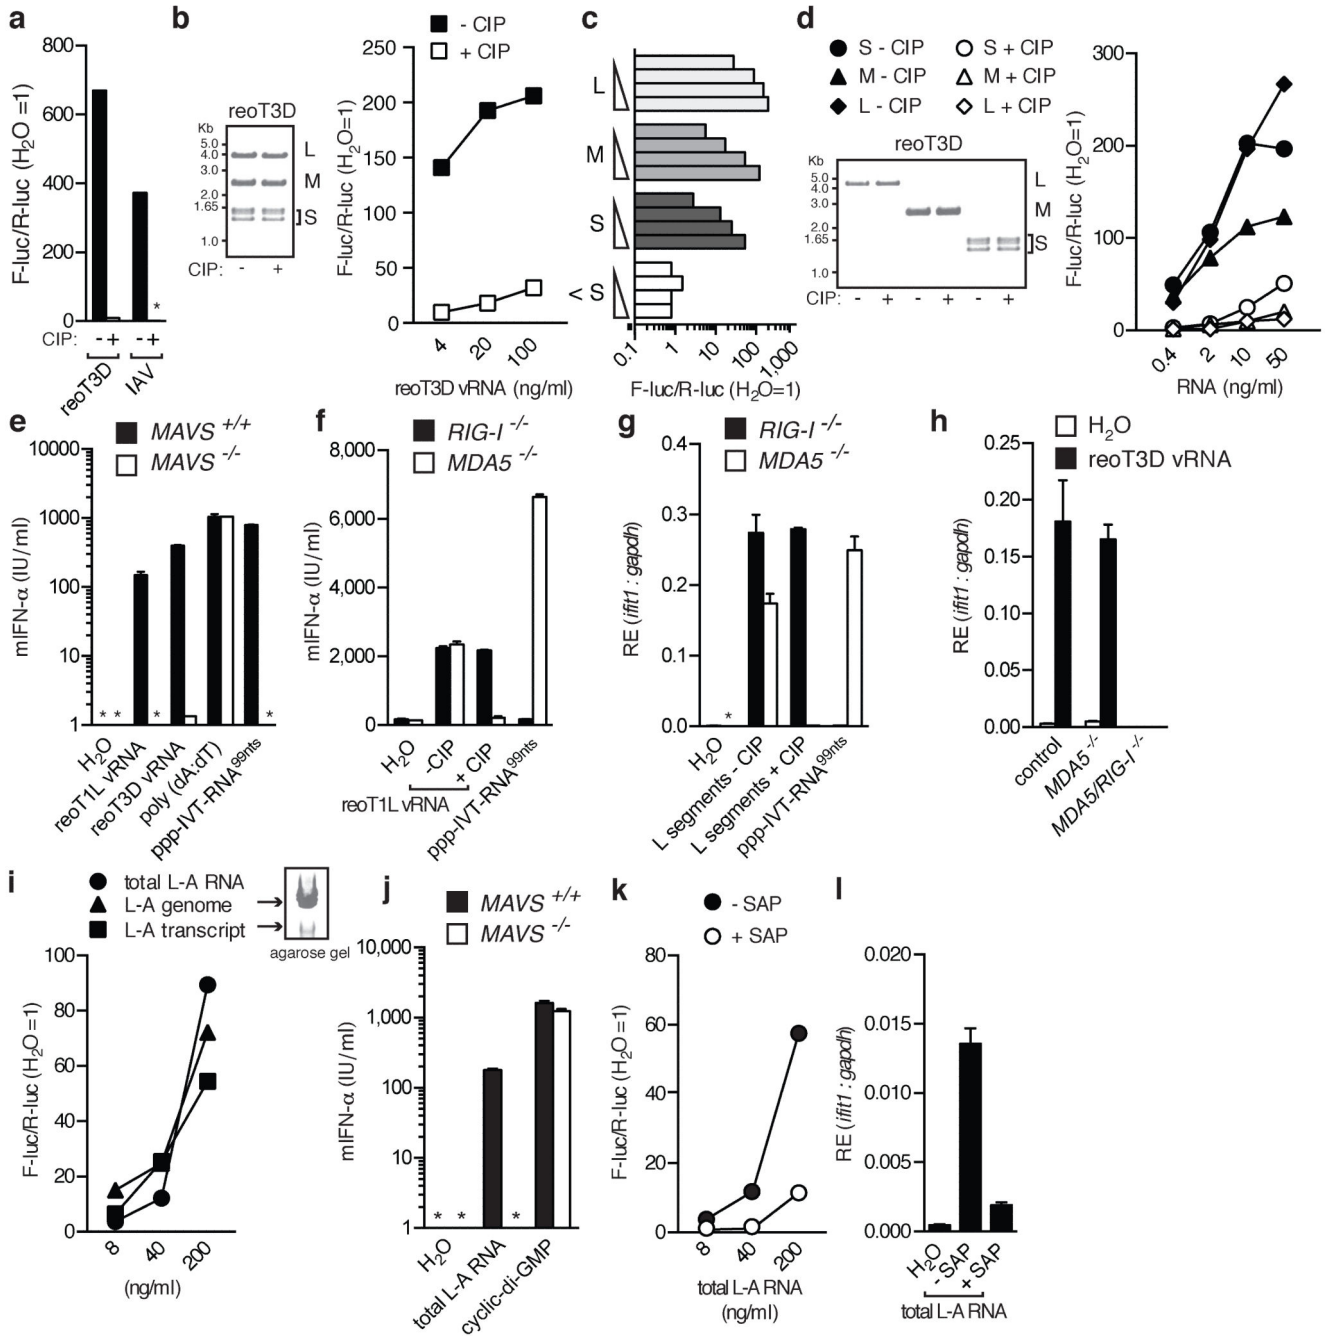 a
F-luc/R-luc (H2O =1)
800
600
400
200
0
*
CIP: - + - +
reoT3D
IAV
b
reoT3D
Kb
5.0
4.0
3.0
2.0
1.65
1.0
L
M
S
CIP: - +
- CIP
+ CIP
F-luc/R-luc (H2O=1)
250
200
150
100
50
0
4
20
100
reoT3D vRNA (ng/ml)
c
L
M
S
< S
0.1
1
10
100
1,000
F-luc/R-luc (H2O=1)
d
S - CIP
S + CIP
M - CIP
M + CIP
L - CIP
L + CIP
reoT3D
Kb
5.0
4.0
3.0
2.0
1.65
1.0
L
M
S
CIP: - + - + - +
F-luc/R-luc (H2O=1)
300
200
100
0
0.4
2
10
50
RNA (ng/ml)
e
MAVS +/+
MAVS -/-
mIFN-α (IU/ml)
10000
1000
100
10
1
* * * *
H2O
reoT1L vRNA
reoT3D vRNA
poly (dA:dT)
ppp-IVT-RNA99nts
f
RIG-I -/-
MDA5 -/-
mIFN-α (IU/ml)
8,000
6,000
4,000
2,000
0
H2O
-CIP
+ CIP
reoT1L vRNA
ppp-IVT-RNA99nts
g
RIG-I -/-
MDA5 -/-
RE (ifit1 : gapdh)
0.4
0.3
0.2
0.1
0.0
*
H2O
L segments - CIP
L segments + CIP
ppp-IVT-RNA99nts
h
H2O
reoT3D vRNA
RE (ifit1 : gapdh)
0.25
0.20
0.15
0.10
0.05
0.00
control
MDA5 -/-
MDA5/RIG-I -/-
i
total L-A RNA
L-A genome
L-A transcript
agarose gel
F-luc/R-luc (H2O =1)
100
80
60
40
20
0
8
40
200
(ng/ml)
j
MAVS +/+
MAVS -/-
mIFN-α (IU/ml)
10,000
1,000
100
10
1
* * *
H2O
total L-A RNA
cyclic-di-GMP
k
- SAP
+ SAP
F-luc/R-luc (H2O=1)
80
60
40
20
0
8
40
200
total L-A RNA
(ng/ml)
l
RE (ifit1 : gapdh)
0.020
0.015
0.010
0.005
0.000
H2O
- SAP
+ SAP
total L-A RNA